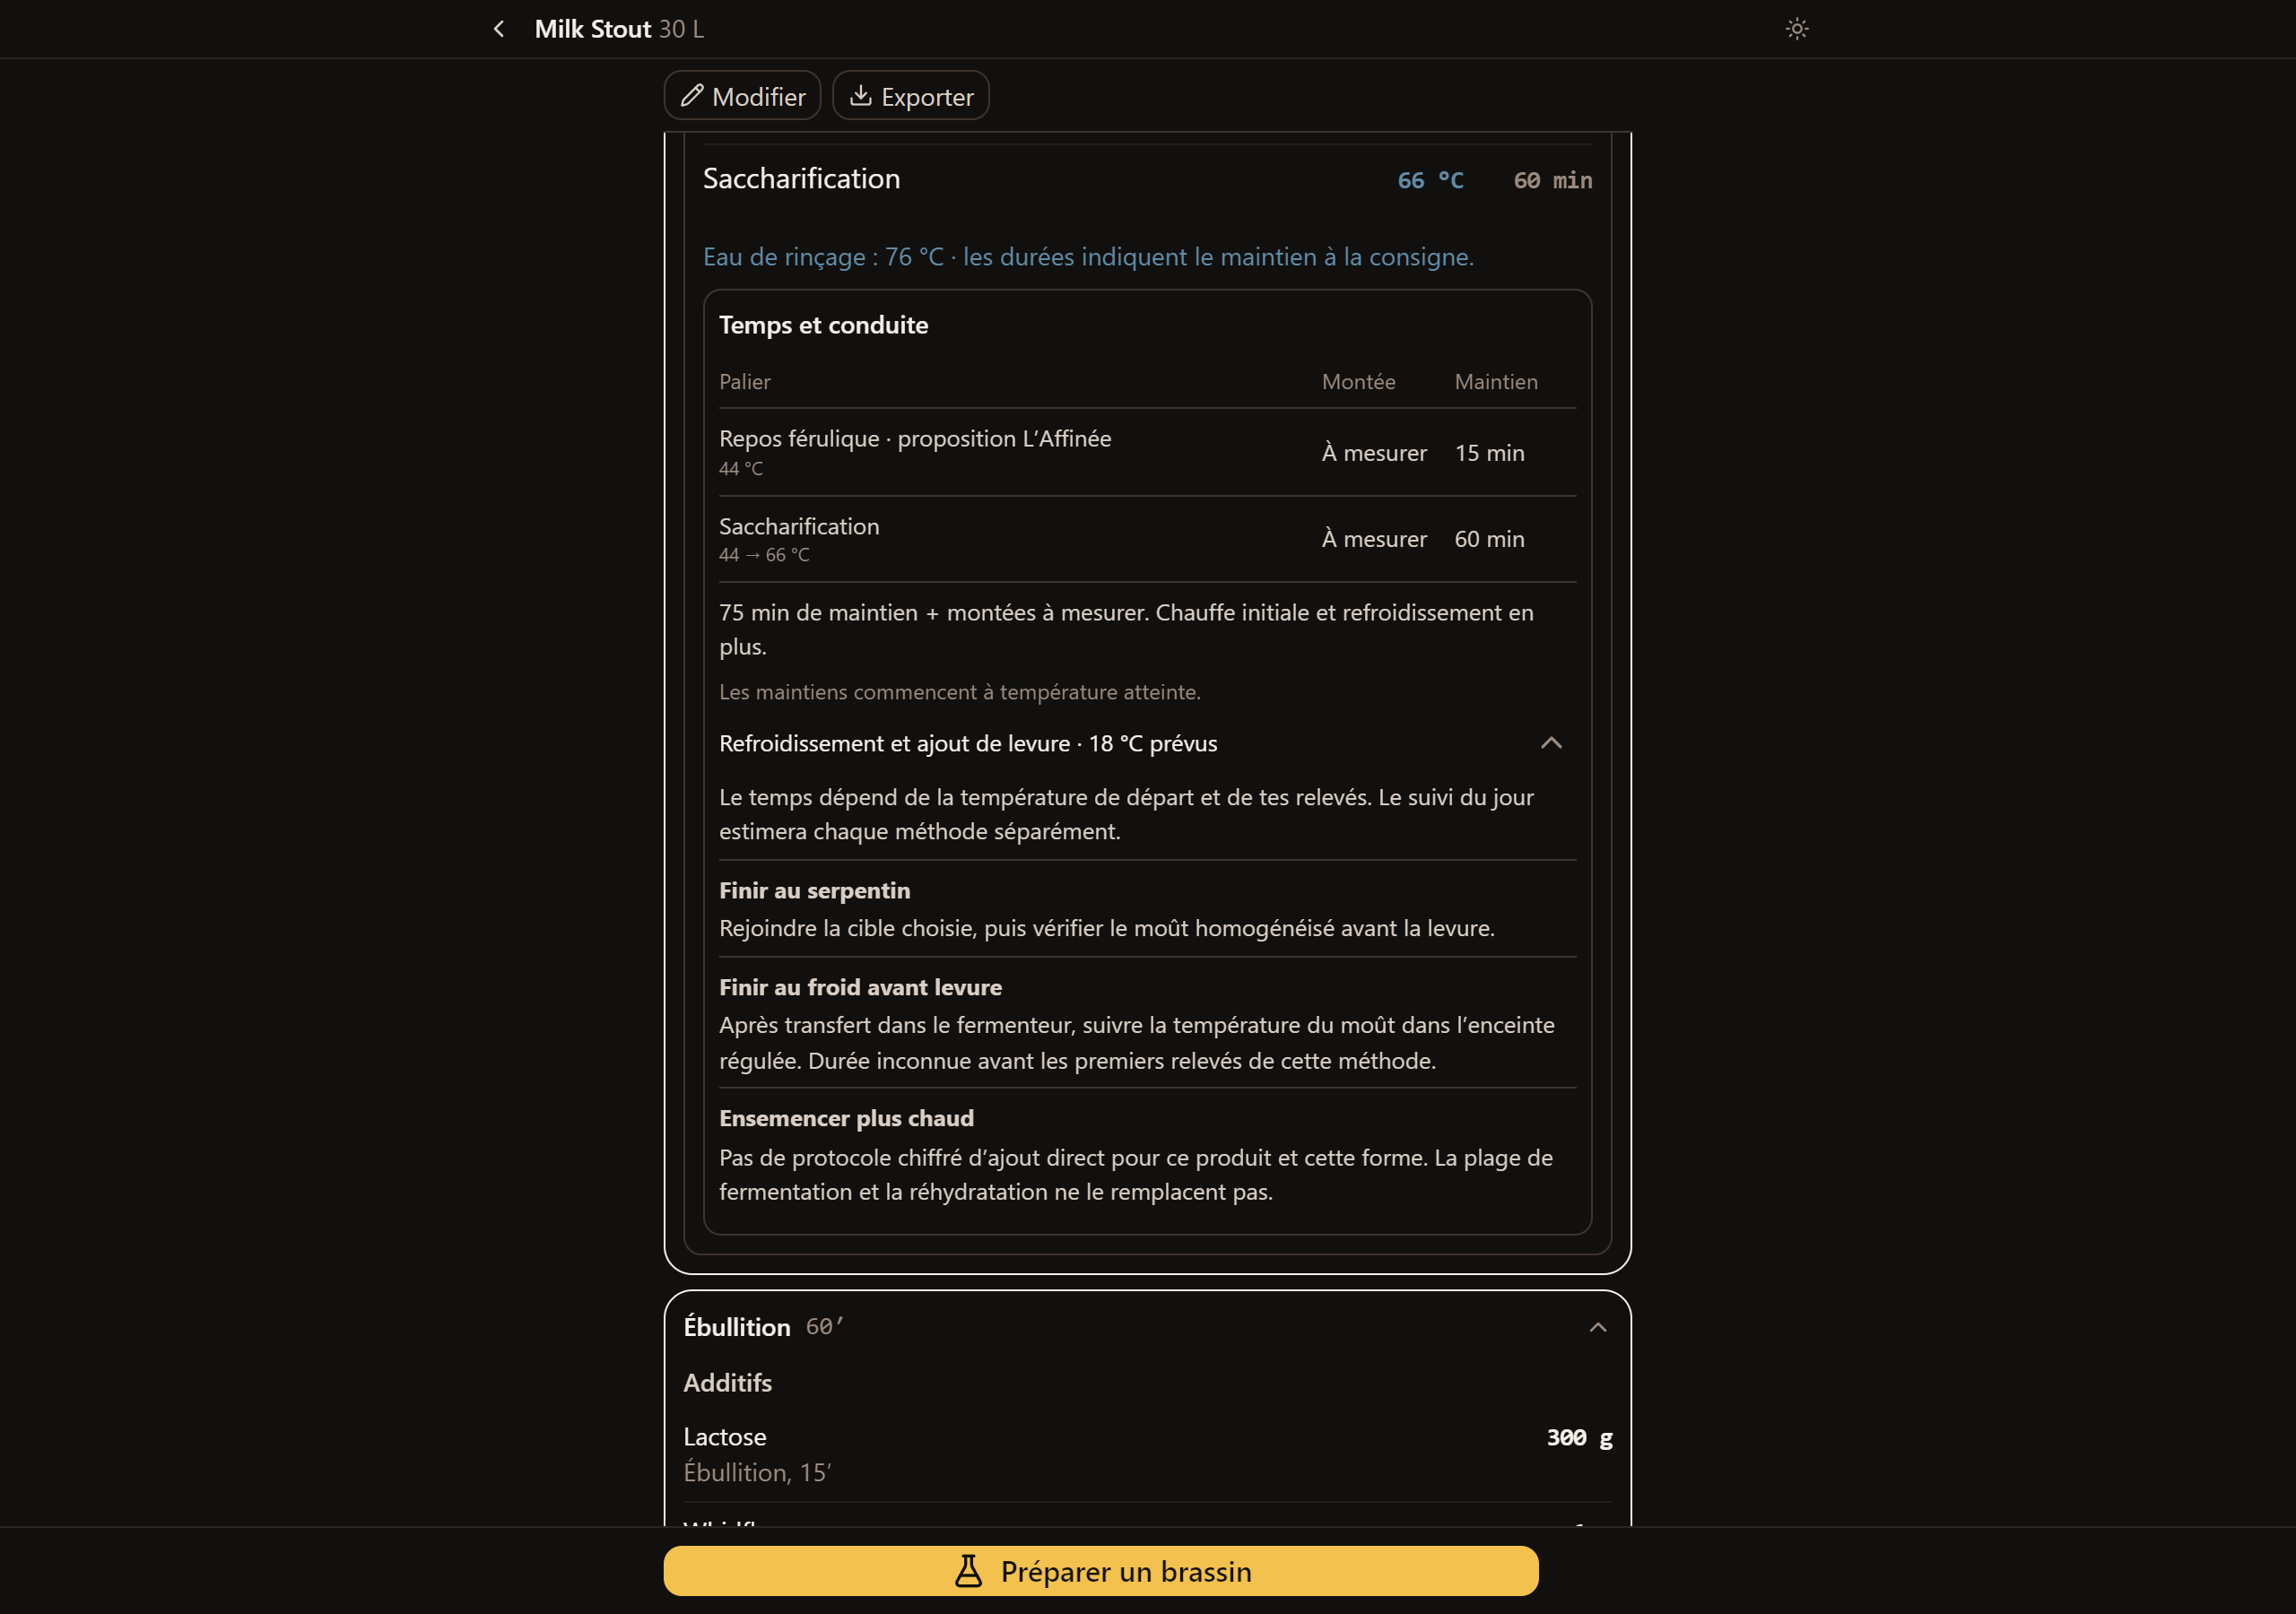 Milk Stout 30 L
Modifier
Exporter
Saccharification 66 °C 60 min
Eau de rinçage : 76 °C · les durées indiquent le maintien à la consigne.
Temps et conduite
Palier Montée Maintien
Repos férulique · proposition L’Affinée
44 °C
À mesurer 15 min
Saccharification
44 → 66 °C
À mesurer 60 min
75 min de maintien + montées à mesurer. Chauffe initiale et refroidissement en
plus.
Les maintiens commencent à température atteinte.
Refroidissement et ajout de levure · 18 °C prévus
Le temps dépend de la température de départ et de tes relevés. Le suivi du jour
estimera chaque méthode séparément.
Finir au serpentin
Rejoindre la cible choisie, puis vérifier le moût homogénéisé avant la levure.
Finir au froid avant levure
Après transfert dans le fermenteur, suivre la température du moût dans l’enceinte
régulée. Durée inconnue avant les premiers relevés de cette méthode.
Ensemencer plus chaud
Pas de protocole chiffré d’ajout direct pour ce produit et cette forme. La plage de
fermentation et la réhydratation ne le remplacent pas.
Ébullition 60′
Additifs
Lactose 300 g
Ébullition, 15′
Préparer un brassin